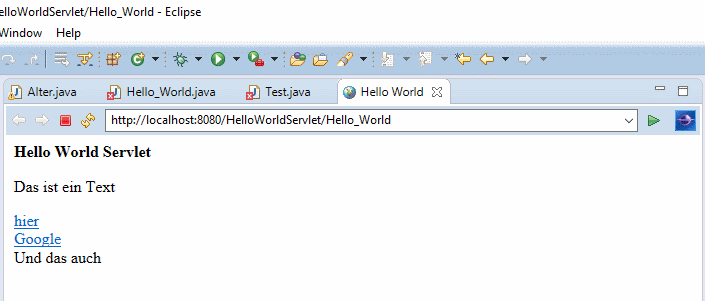 elloWorldServlet/Hello_World - Eclipse
Window Help
Alter.java Hello_World.java Test.java Hello World
http://localhost:8080/HelloWorldServlet/Hello_World
Hello World Servlet
Das ist ein Text
hier
Google
Und das auch